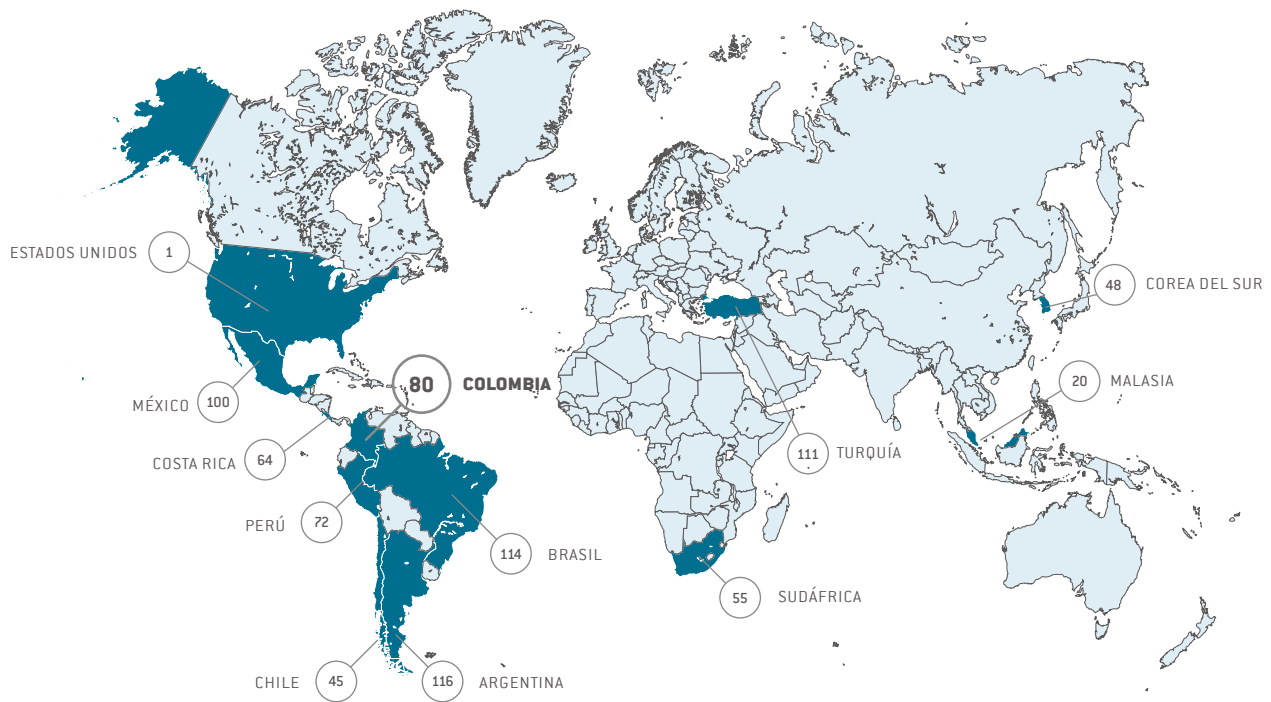 ESTADOS UNIDOS 1
48 COREA DEL SUR
80 COLOMBIA
20 MALASIA
MÉXICO 100
111 TURQUÍA
COSTA RICA 64
PERÚ 72
114 BRASIL
55 SUDÁFRICA
CHILE 45
116 ARGENTINA